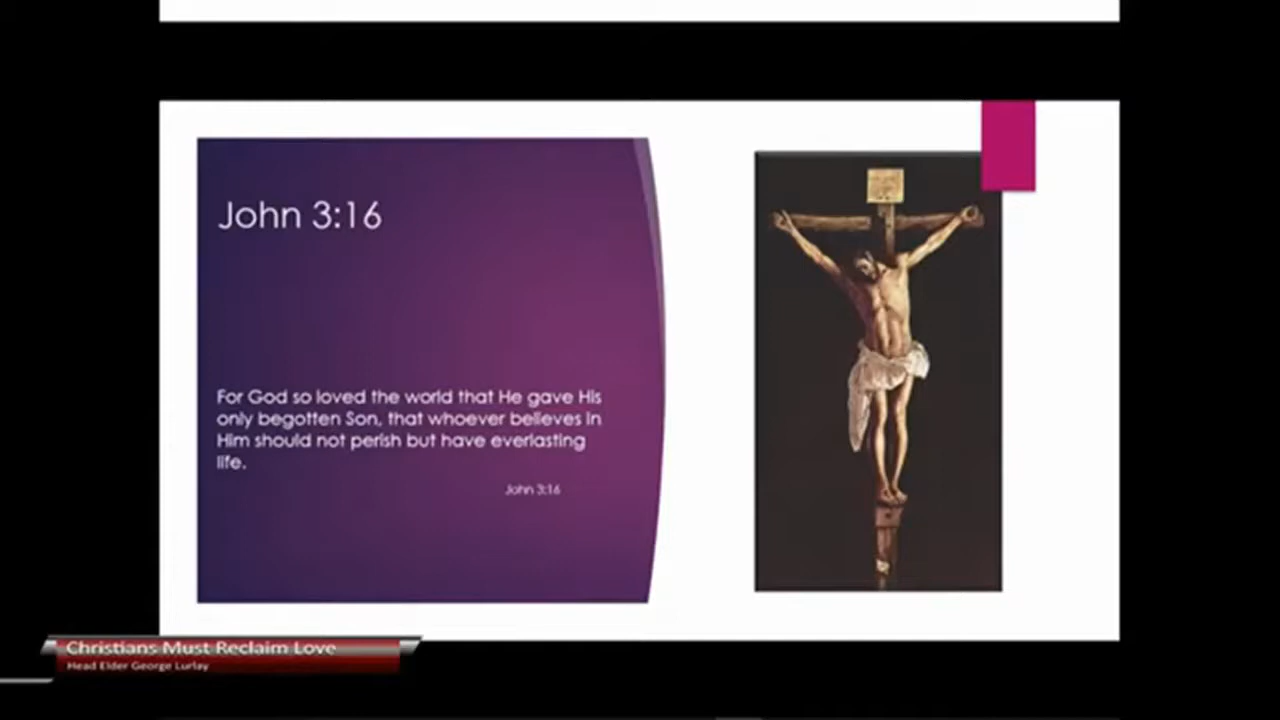 John 3:16
For God so loved the world that He gave His
only begotten Son, that whoever believes in
Him should not perish but have everlasting
life.
John 3:16
Christians Must Reclaim Love
Head Elder George Lurlay